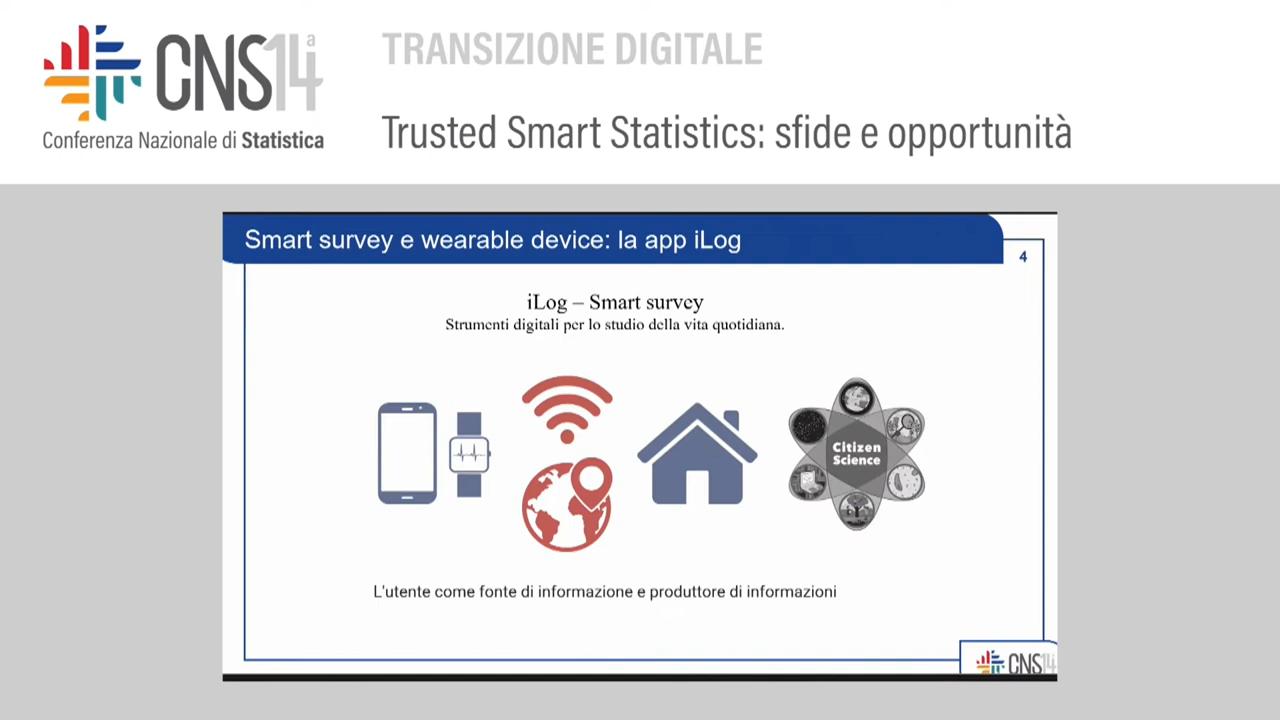 CNS14ª
Conferenza Nazionale di Statistica
TRANSIZIONE DIGITALE
Trusted Smart Statistics: sfide e opportunità
Smart survey e wearable device: la app iLog
4
iLog – Smart survey
Strumenti digitali per lo studio della vita quotidiana.
Citizen
Science
L'utente come fonte di informazione e produttore di informazioni
CNS14